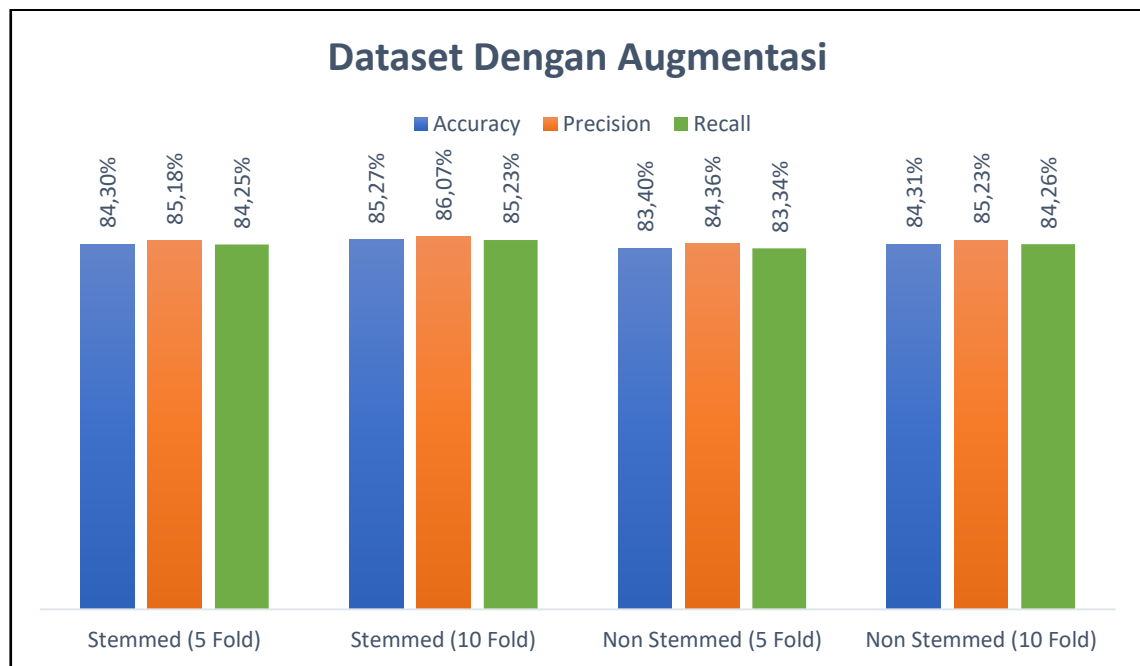 Dataset Dengan Augmentasi
Accuracy Precision Recall
84,30% 85,18% 84,25% 85,27% 86,07% 85,23% 83,40% 84,36% 83,34% 84,31% 85,23% 84,26%
Stemmed (5 Fold) Stemmed (10 Fold) Non Stemmed (5 Fold) Non Stemmed (10 Fold)